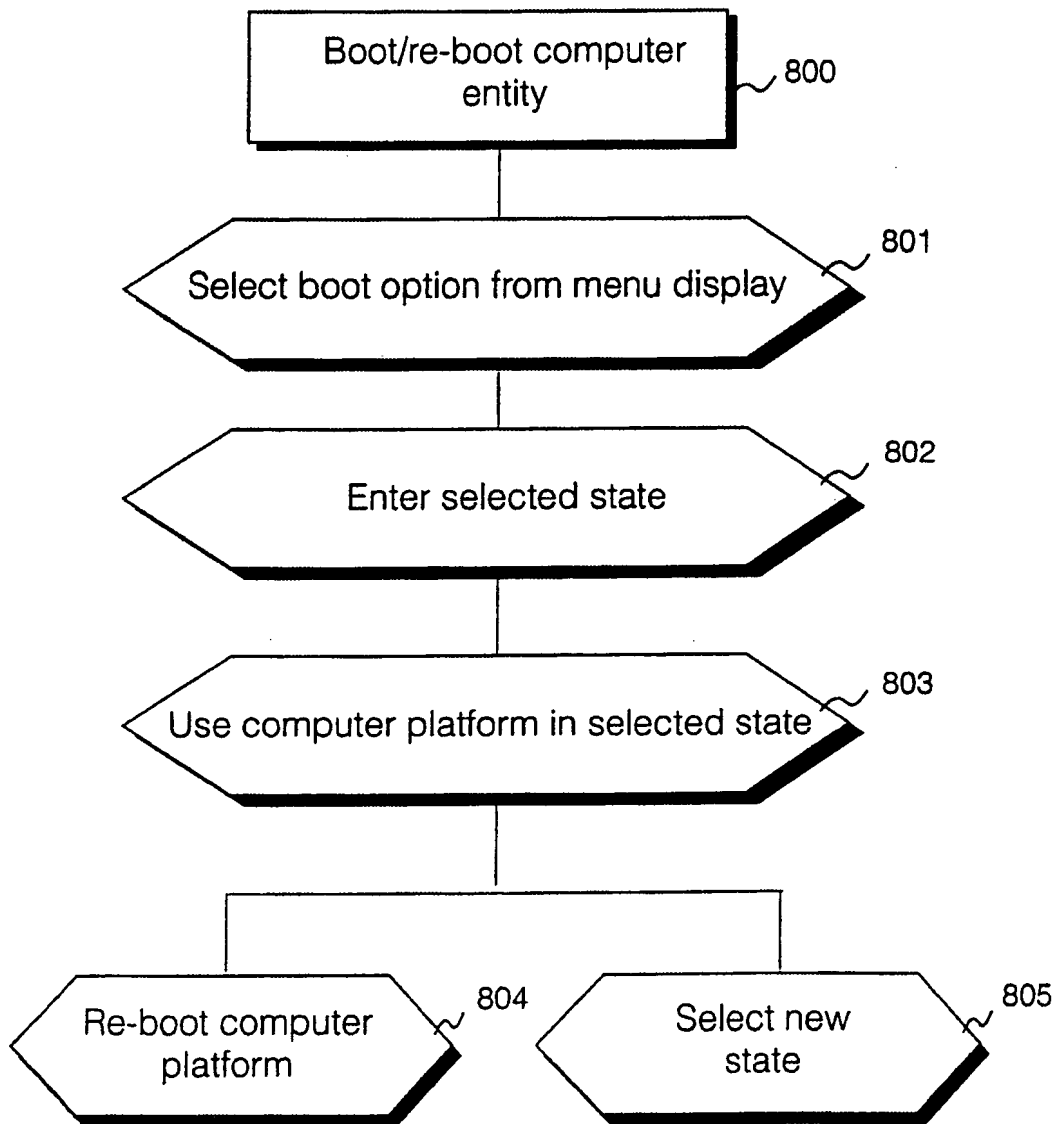 Boot/re-boot computer
entity
800
Select boot option from menu display
801
Enter selected state
802
Use computer platform in selected state
803
Re-boot computer
platform
804
Select new
state
805